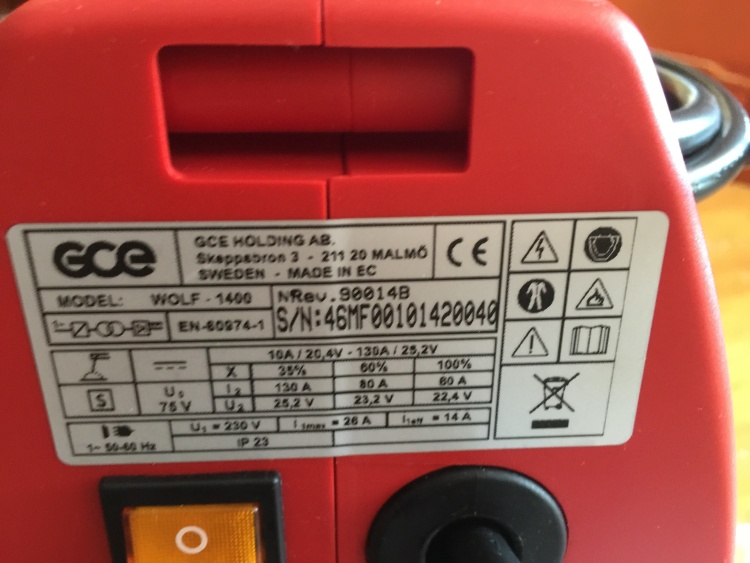 GCE
GCE HOLDING AB.
Skeppsbron 3 - 211 20 MALMÖ
SWEDEN - MADE IN EC
CE
MODEL: WOLF - 1400
NRev. 90014B
EN-60974-1
S/N:46MF00101420040
10A / 20,4V - 130A / 25,2V
X 35% 60% 100%
S U₀ 75 V
I₂ 130 A 80 A 60 A
U₂ 25,2 V 23,2 V 22,4 V
1~ 50-60 Hz
U₁ = 230 V I₁max = 26 A I₁eff = 14 A
IP 23